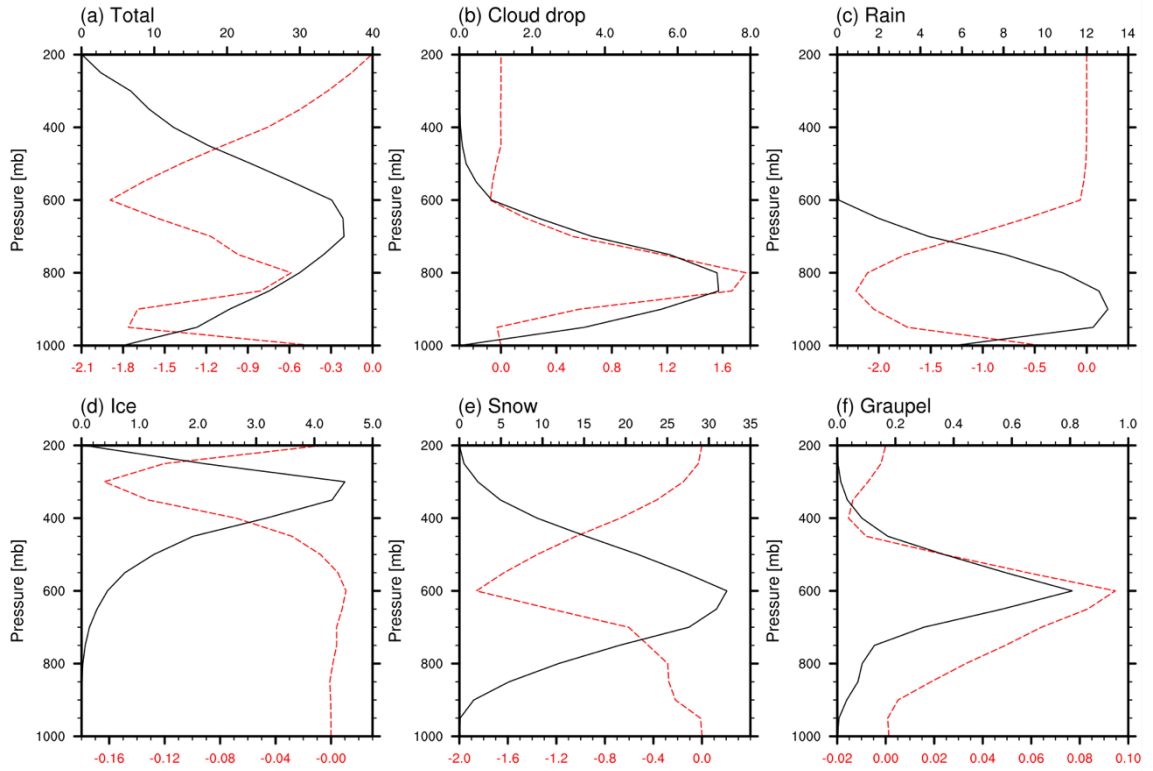 (a) Total
0 10 20 30 40
200
400
600
800
1000
Pressure [mb]
-2.1 -1.8 -1.5 -1.2 -0.9 -0.6 -0.3 0.0
(b) Cloud drop
0.0 2.0 4.0 6.0 8.0
200
400
600
800
1000
Pressure [mb]
0.0 0.4 0.8 1.2 1.6
(c) Rain
0 2 4 6 8 10 12 14
200
400
600
800
1000
Pressure [mb]
-2.0 -1.5 -1.0 -0.5 0.0
(d) Ice
0.0 1.0 2.0 3.0 4.0 5.0
200
400
600
800
1000
Pressure [mb]
-0.16 -0.12 -0.08 -0.04 -0.00
(e) Snow
0 5 10 15 20 25 30 35
200
400
600
800
1000
Pressure [mb]
-2.0 -1.6 -1.2 -0.8 -0.4 0.0
(f) Graupel
0.0 0.2 0.4 0.6 0.8 1.0
200
400
600
800
1000
Pressure [mb]
-0.02 0.00 0.02 0.04 0.06 0.08 0.10